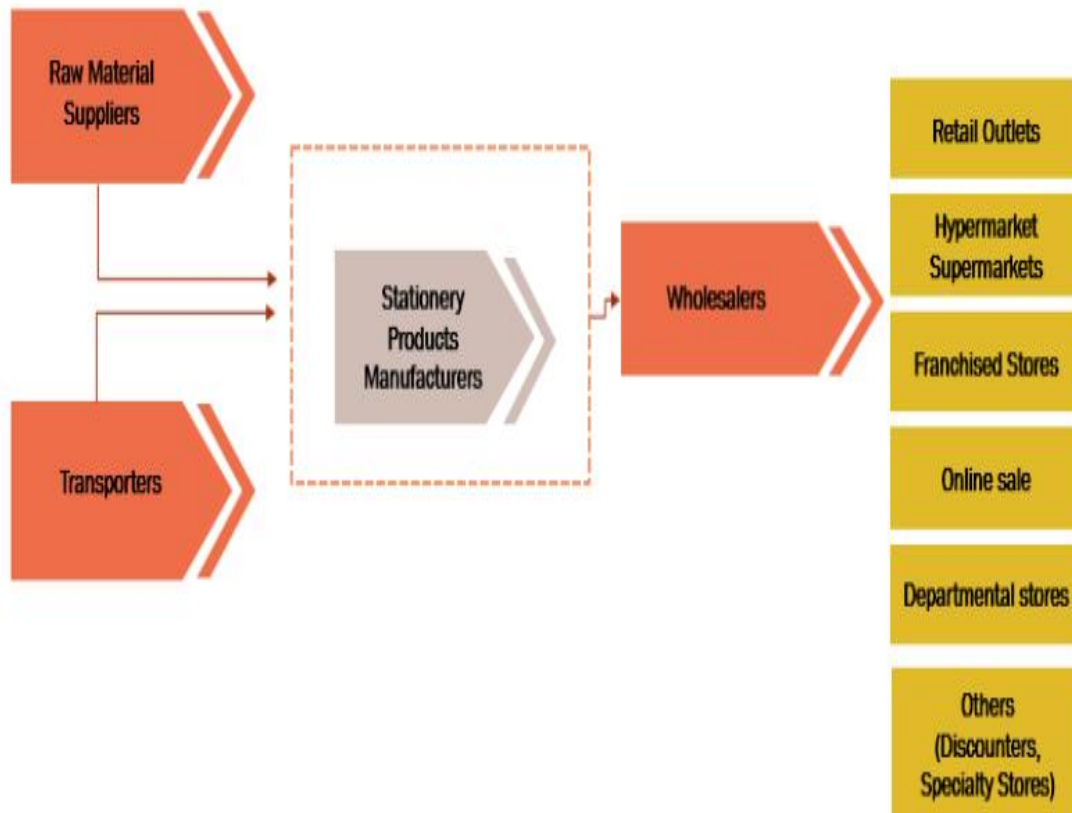 Raw Material
Suppliers
Transporters
Stationery
Products
Manufacturers
Wholesalers
Retail Outlets
Hypermarket
Supermarkets
Franchised Stores
Online sale
Departmental stores
Others
(Discounters,
Specialty Stores)